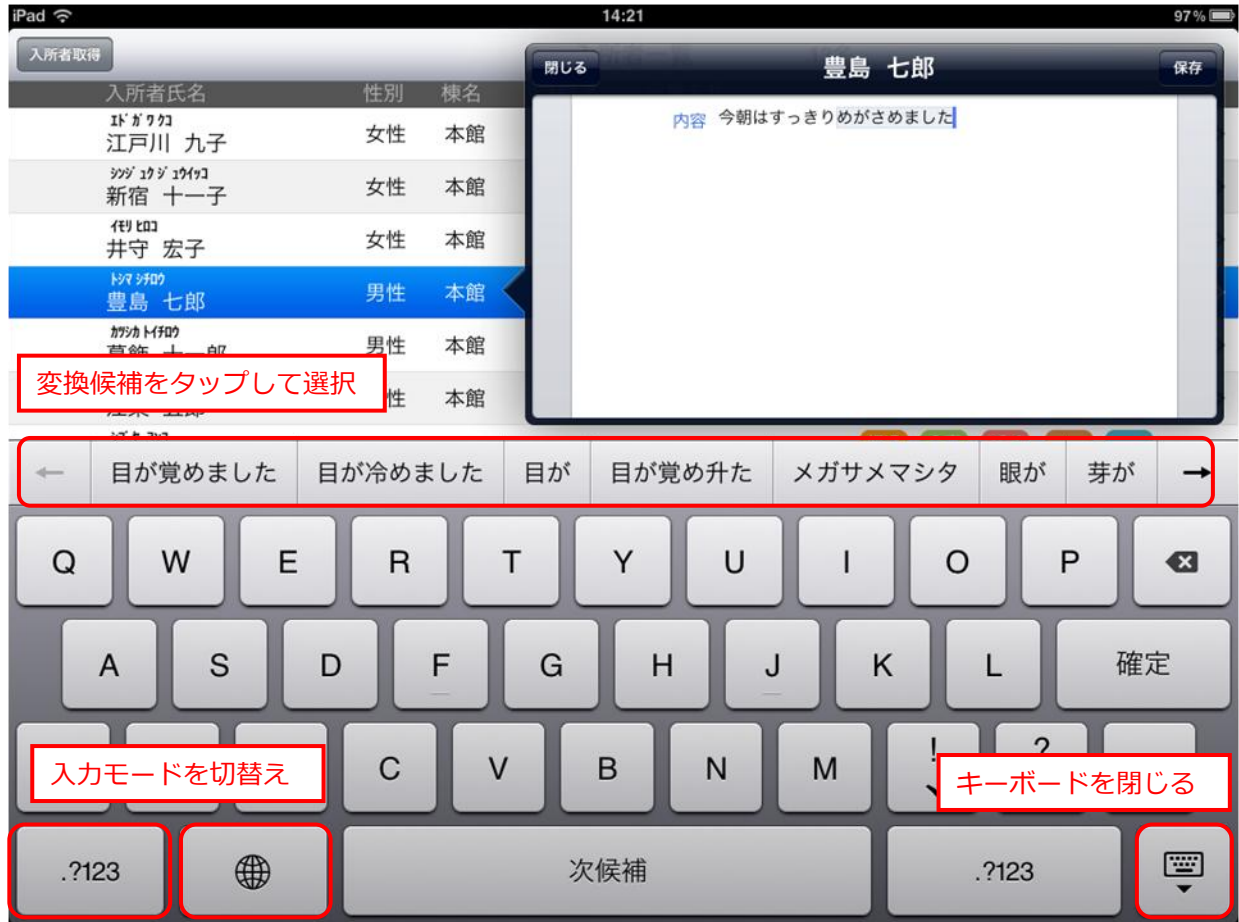 iPad 14:21 97%
入所者取得
閉じる 豊島 七郎 保存
入所者氏名 性別 棟名
内容 今朝はすっきりめがさめました
ｴﾄﾞｶﾞﾜ ｸｺ
江戸川 九子 女性 本館
ｼﾝｼﾞｭｸ ｼﾞｭｳｲｯｺ
新宿 十一子 女性 本館
ｲﾓﾘ ﾋﾛｺ
井守 宏子 女性 本館
ﾄｼﾏ ｼﾁﾛｳ
豊島 七郎 男性 本館
ｶﾂｼｶ ﾄｲﾁﾛｳ
葛飾 十一郎 男性 本館
変換候補をタップして選択
性 本館
← 目が覚めました 目が冷めました 目が 目が覚め升た メガサメマシタ 眼が 芽が →
Q W E R T Y U I O P
A S D F G H J K L 確定
C V B N M ! ?
入力モードを切替え
キーボードを閉じる
.?123 次候補 .?123